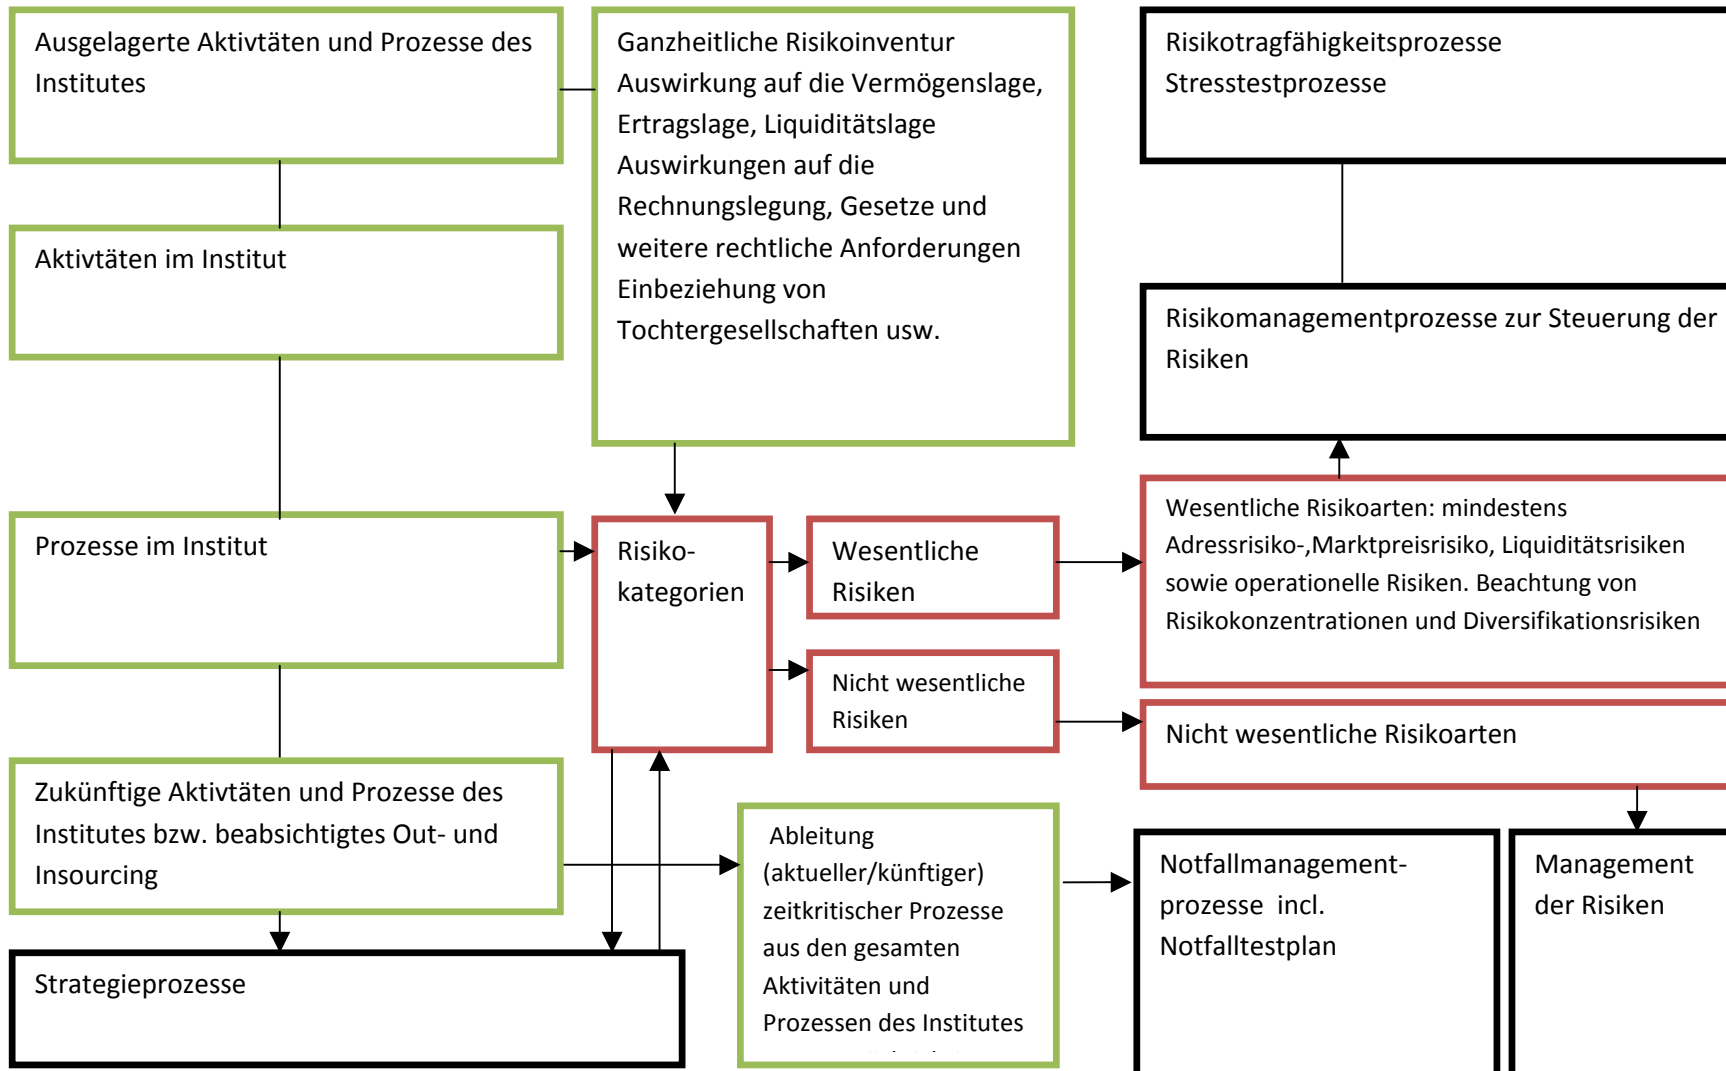 Ausgelagerte Aktivtäten und Prozesse des
Institutes
Aktivtäten im Institut
Prozesse im Institut
Zukünftige Aktivtäten und Prozesse des
Institutes bzw. beabsichtigtes Out- und
Insourcing
Strategieprozesse
Ganzheitliche Risikoinventur
Auswirkung auf die Vermögenslage,
Ertragslage, Liquiditätslage
Auswirkungen auf die
Rechnungslegung, Gesetze und
weitere rechtliche Anforderungen
Einbeziehung von
Tochtergesellschaften usw.
Risiko-
kategorien
Wesentliche
Risiken
Nicht wesentliche
Risiken
Ableitung
(aktueller/künftiger)
zeitkritischer Prozesse
aus den gesamten
Aktivitäten und
Prozessen des Institutes
Risikotragfähigkeitsprozesse
Stresstestprozesse
Risikomanagementprozesse zur Steuerung der
Risiken
Wesentliche Risikoarten: mindestens
Adressrisiko-,Marktpreisrisiko, Liquiditätsrisiken
sowie operationelle Risiken. Beachtung von
Risikokonzentrationen und Diversifikationsrisiken
Nicht wesentliche Risikoarten
Notfallmanagement-
prozesse incl.
Notfalltestplan
Management
der Risiken